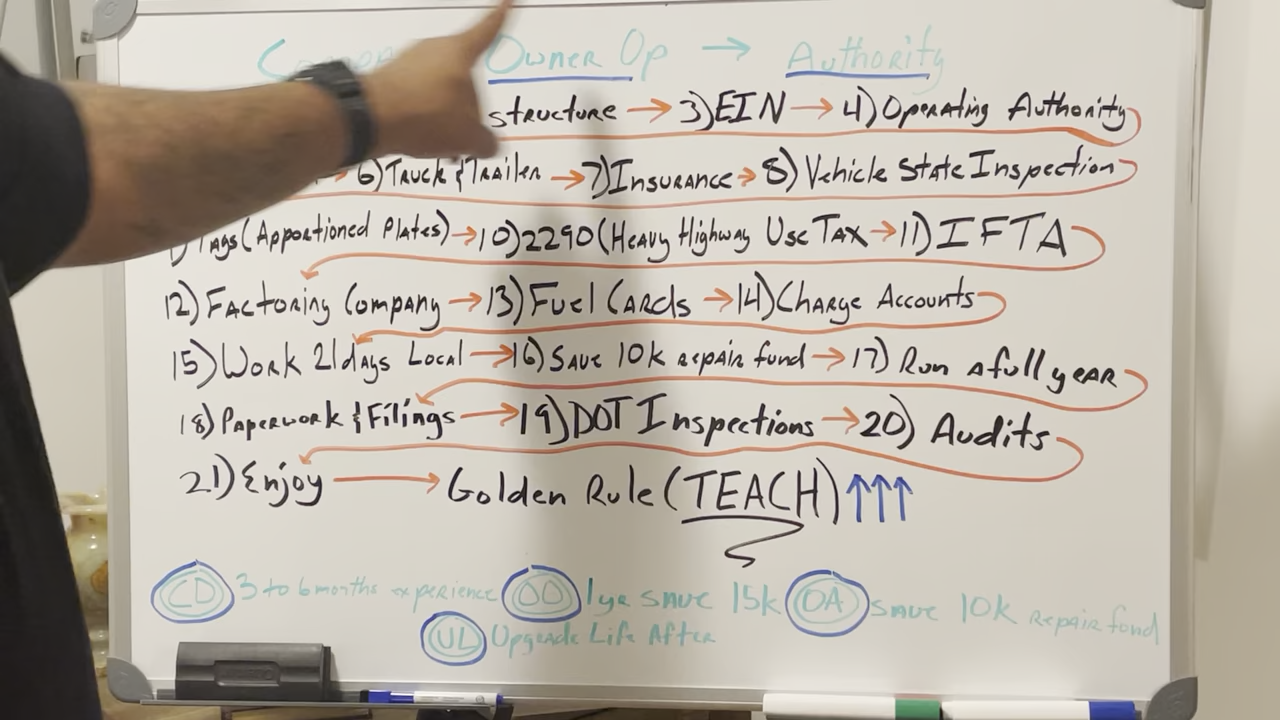 Owner Op → Authority
structure → 3) EIN → 4) Operating Authority
6) Truck & Trailer → 7) Insurance → 8) Vehicle State Inspection
Tags (Apportioned Plates) → 10) 2290 (Heavy Highway Use Tax → 11) IFTA
12) Factoring Company → 13) Fuel Cards → 14) Charge Accounts
15) Work 21 days Local → 16) Save 10k repair fund → 17) Run a full year
18) Paperwork & Filings → 19) DOT Inspections → 20) Audits
21) Enjoy → Golden Rule (TEACH) ↑↑↑
CD 3 to 6 months experience OO 1yr save 15k OA save 10k repair fund
UL Upgrade Life After